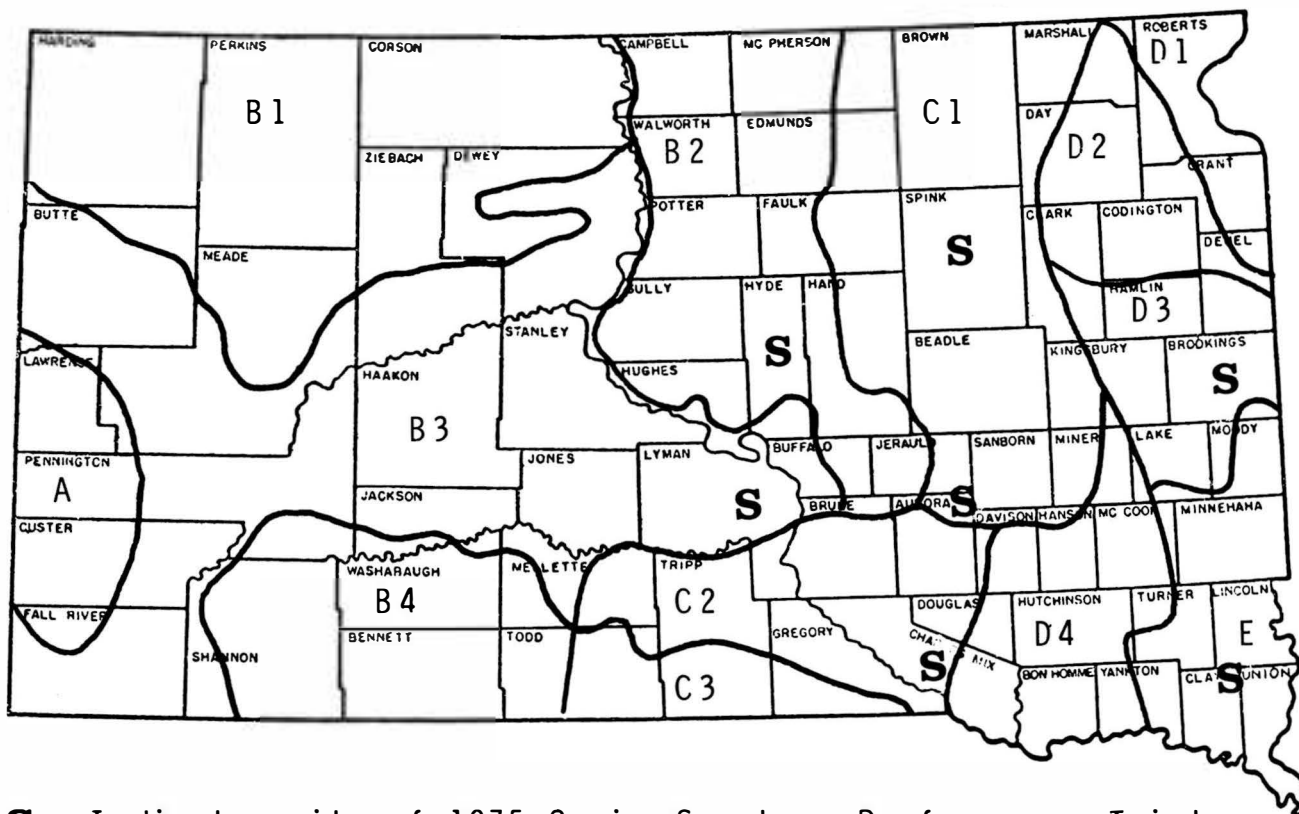 HARDING PERKINS CORSON CAMPBELL MC PHERSON BROWN MARSHALL ROBERTS
D1
B1 C1
WALWORTH EDMUNDS DAY
B2 D2
ZIEBACH DEWEY GRANT
BUTTE POTTER FAULK SPINK CLARK CODINGTON
MEADE S DEUEL
SULLY HYDE HAND HAMLIN
D3
STANLEY
LAWRENCE HAAKON HUGHES S BEADLE KINGSBURY BROOKINGS
S
B3
PENNINGTON JONES LYMAN BUFFALO JERAULD SANBORN MINER LAKE MOODY
A JACKSON S BRULE AURORA S DAVISON HANSON MC COOK MINNEHAHA
CUSTER
WASHABAUGH MELLETTE TRIPP
B4 C2
FALL RIVER DOUGLAS HUTCHINSON TURNER LINCOLN
SHANNON BENNETT TODD GREGORY CHARLES MIX D4 E
S
C3 BON HOMME YANKTON CLAY S UNION